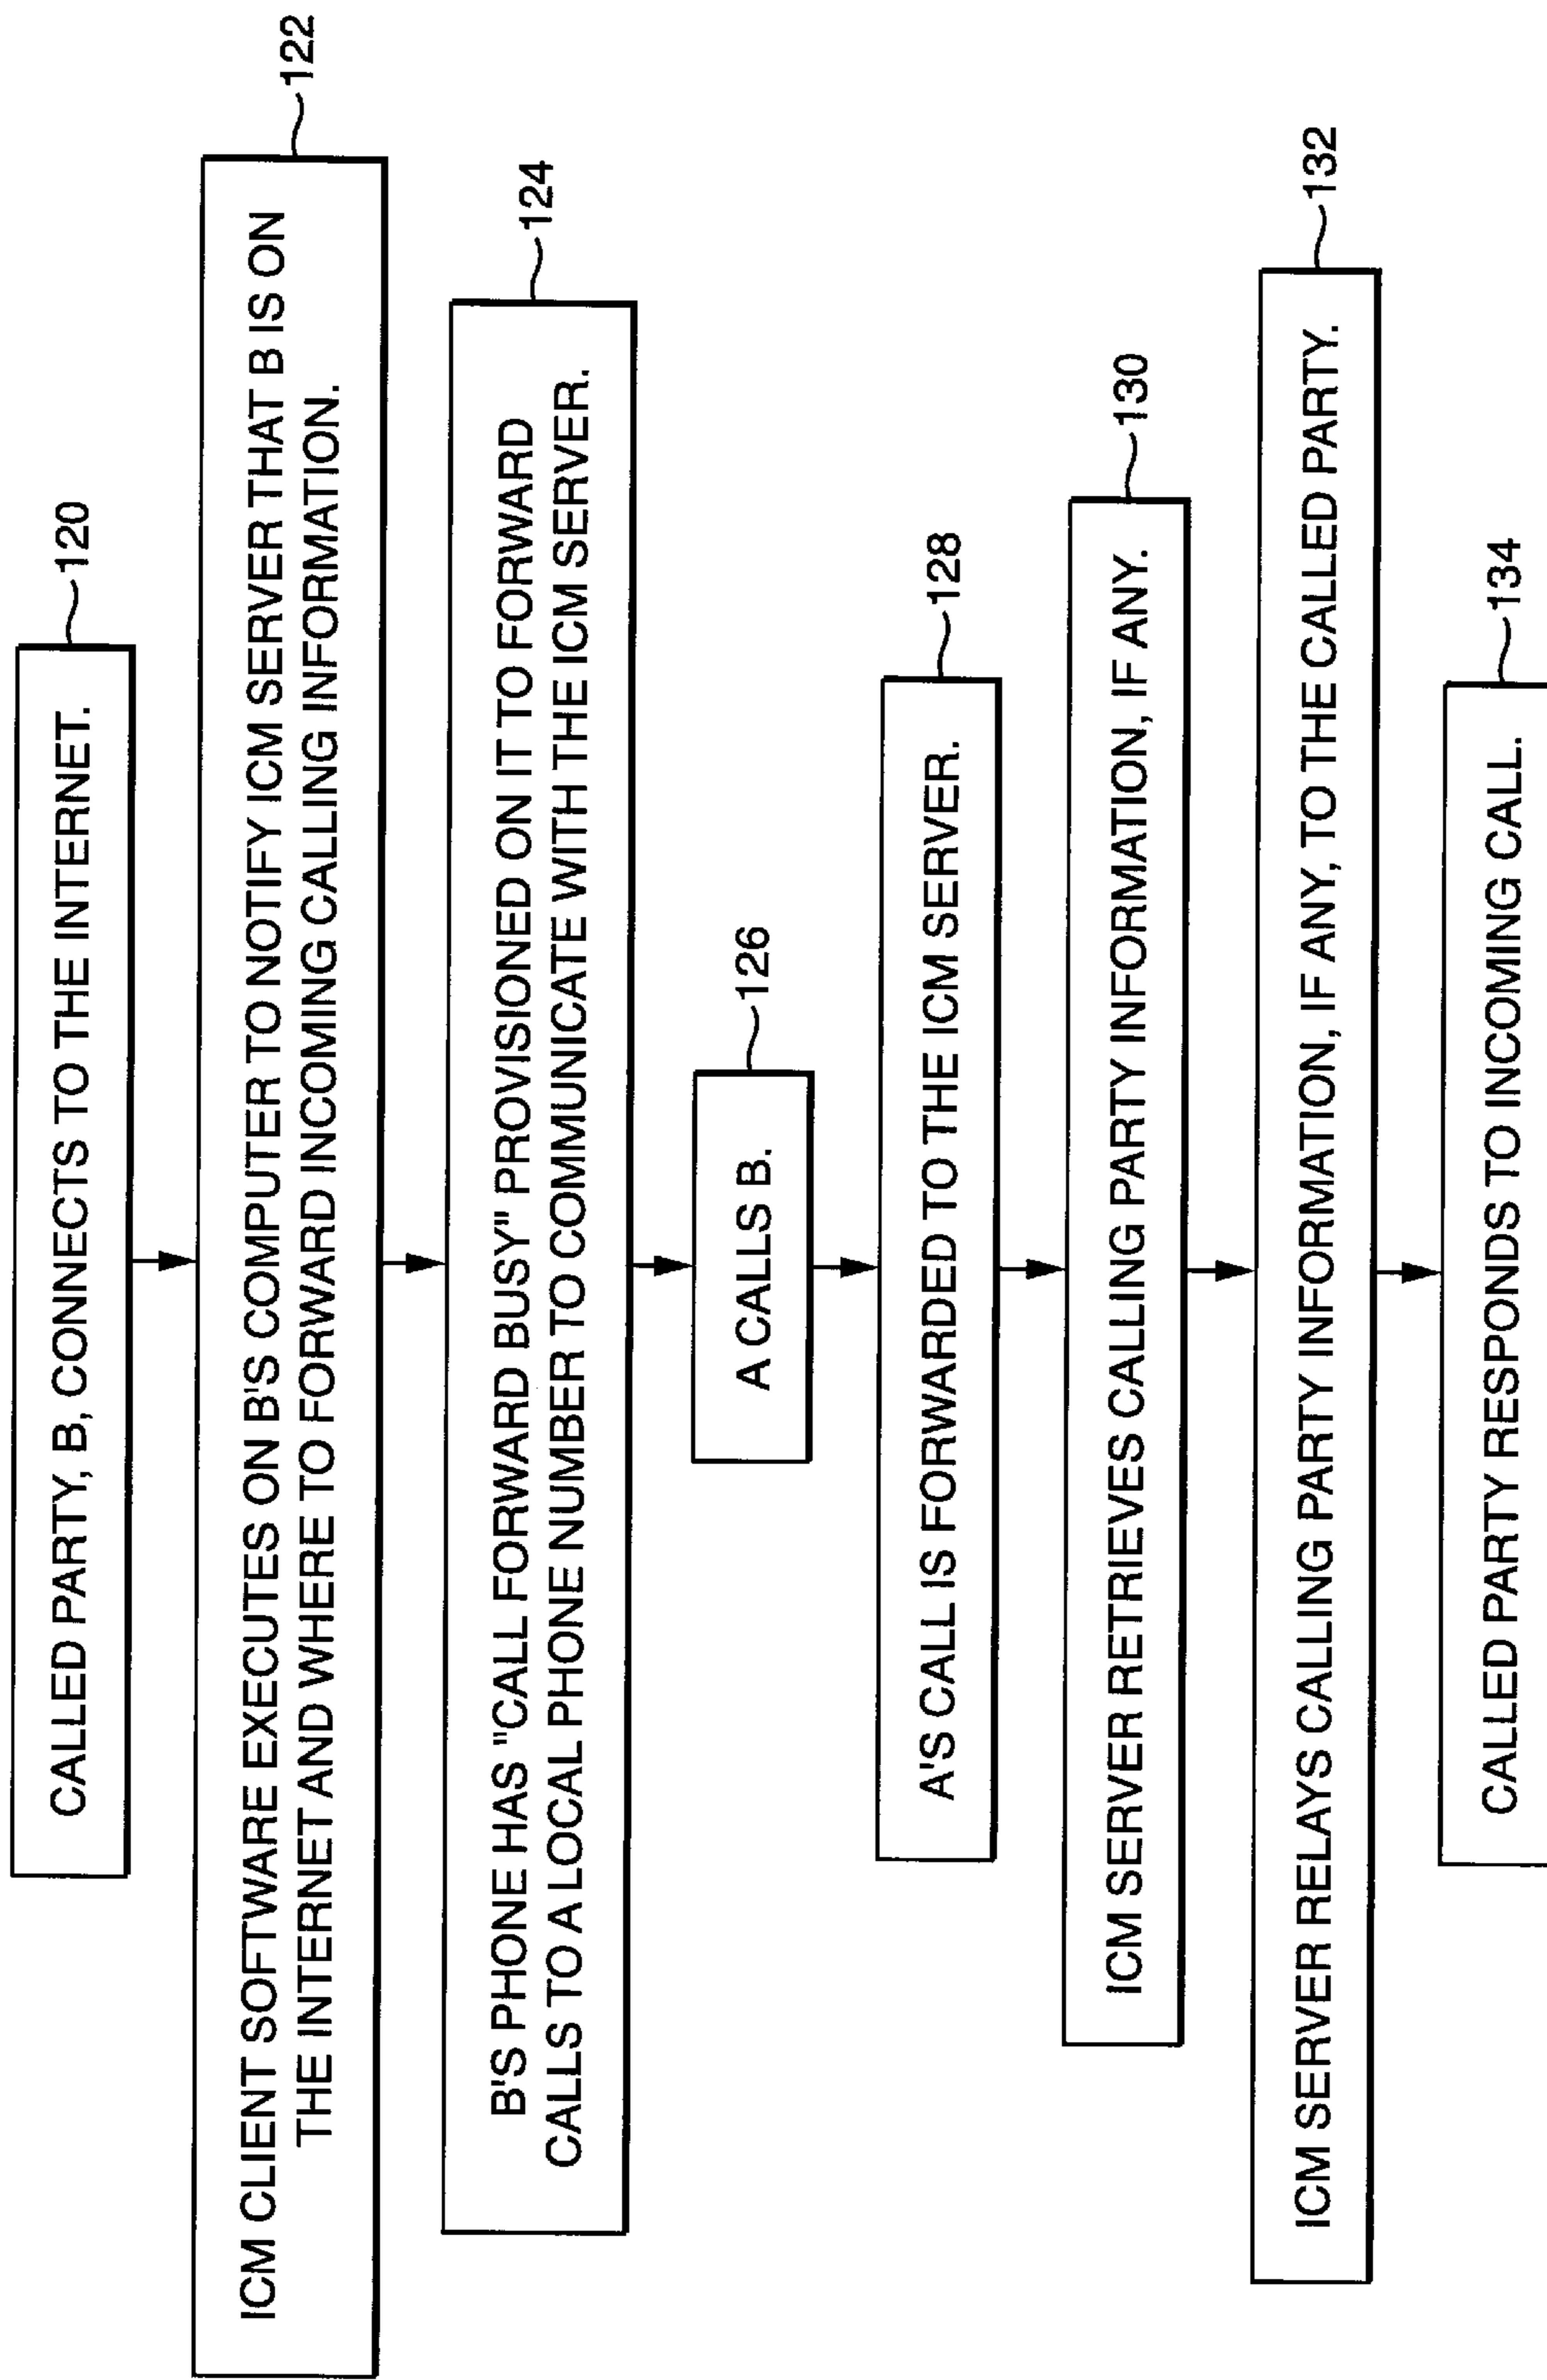 CALLED PARTY, B, CONNECTS TO THE INTERNET.
120
ICM CLIENT SOFTWARE EXECUTES ON B'S COMPUTER TO NOTIFY ICM SERVER THAT B IS ON
THE INTERNET AND WHERE TO FORWARD INCOMING CALLING INFORMATION.
122
B'S PHONE HAS "CALL FORWARD BUSY" PROVISIONED ON IT TO FORWARD
CALLS TO A LOCAL PHONE NUMBER TO COMMUNICATE WITH THE ICM SERVER.
124
A CALLS B.
126
A'S CALL IS FORWARDED TO THE ICM SERVER.
128
ICM SERVER RETRIEVES CALLING PARTY INFORMATION, IF ANY.
130
ICM SERVER RELAYS CALLING PARTY INFORMATION, IF ANY, TO THE CALLED PARTY.
132
CALLED PARTY RESPONDS TO INCOMING CALL.
134